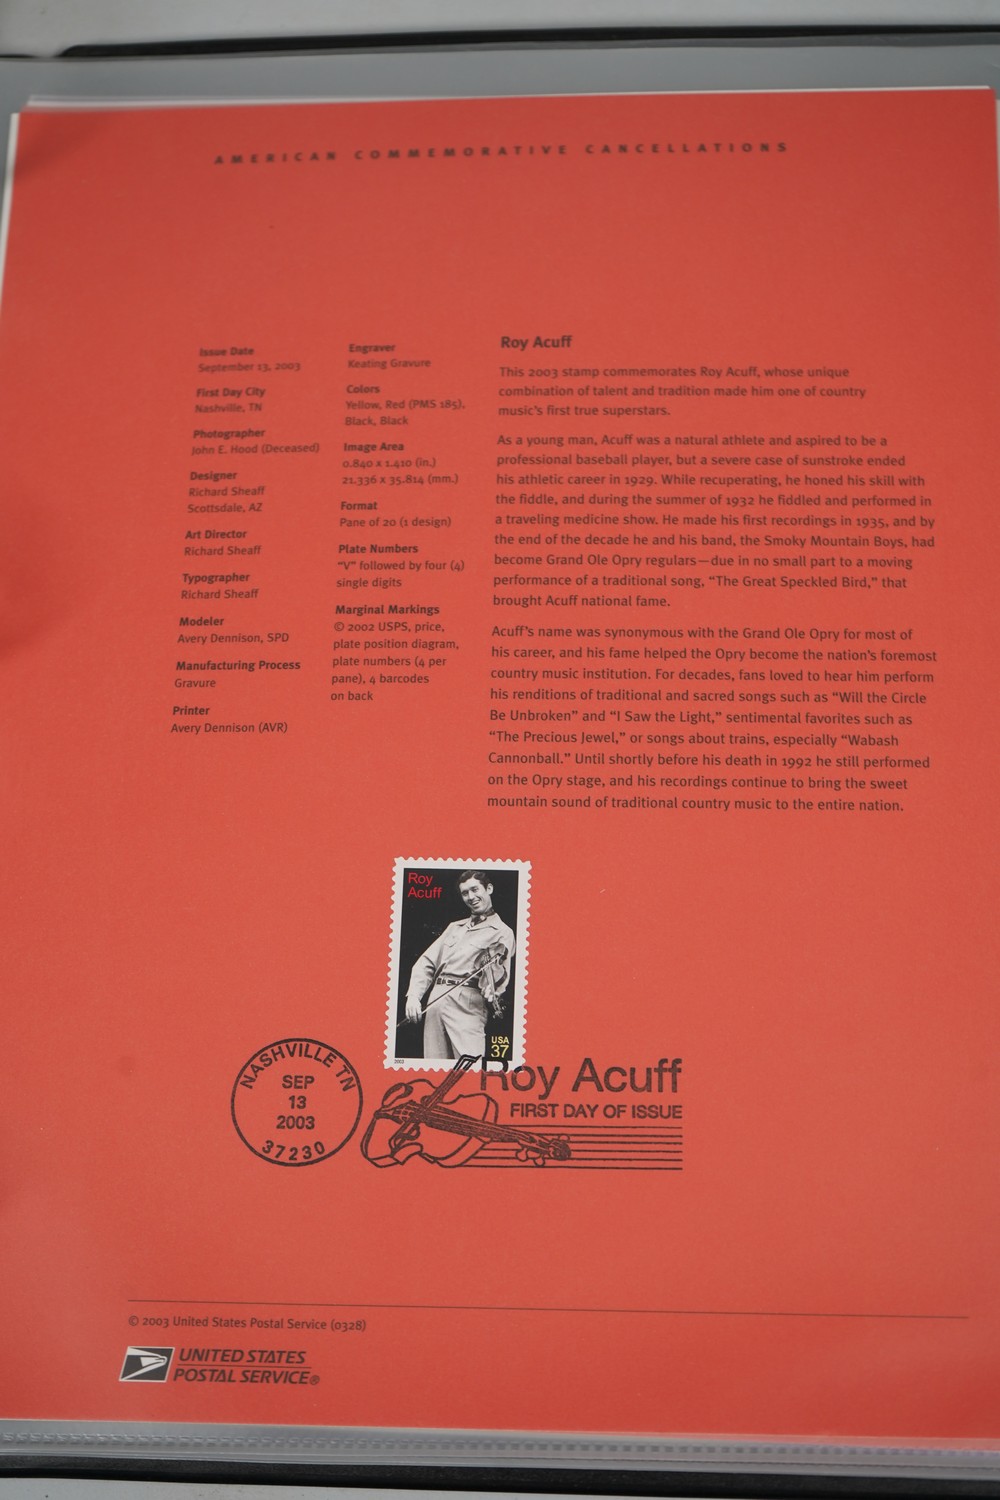 AMERICAN COMMEMORATIVE CANCELLATIONS
Issue Date
September 13, 2003
First Day City
Nashville, TN
Photographer
John E. Hood (Deceased)
Designer
Richard Sheaff
Scottsdale, AZ
Art Director
Richard Sheaff
Typographer
Richard Sheaff
Modeler
Avery Dennison, SPD
Manufacturing Process
Gravure
Printer
Avery Dennison (AVR)
Engraver
Keating Gravure
Colors
Yellow, Red (PMS 185),
Black, Black
Image Area
0.840 x 1.410 (in.)
21.336 x 35.814 (mm.)
Format
Pane of 20 (1 design)
Plate Numbers
“V” followed by four (4)
single digits
Marginal Markings
© 2002 USPS, price,
plate position diagram,
plate numbers (4 per
pane), 4 barcodes
on back
Roy Acuff
This 2003 stamp commemorates Roy Acuff, whose unique
combination of talent and tradition made him one of country
music’s first true superstars.
As a young man, Acuff was a natural athlete and aspired to be a
professional baseball player, but a severe case of sunstroke ended
his athletic career in 1929. While recuperating, he honed his skill with
the fiddle, and during the summer of 1932 he fiddled and performed in
a traveling medicine show. He made his first recordings in 1935, and by
the end of the decade he and his band, the Smoky Mountain Boys, had
become Grand Ole Opry regulars—due in no small part to a moving
performance of a traditional song, “The Great Speckled Bird,” that
brought Acuff national fame.
Acuff’s name was synonymous with the Grand Ole Opry for most of
his career, and his fame helped the Opry become the nation’s foremost
country music institution. For decades, fans loved to hear him perform
his renditions of traditional and sacred songs such as “Will the Circle
Be Unbroken” and “I Saw the Light,” sentimental favorites such as
“The Precious Jewel,” or songs about trains, especially “Wabash
Cannonball.” Until shortly before his death in 1992 he still performed
on the Opry stage, and his recordings continue to bring the sweet
mountain sound of traditional country music to the entire nation.
Roy
Acuff
USA
37
2003
NASHVILLE TN
SEP
13
2003
37230
Roy Acuff
FIRST DAY OF ISSUE
© 2003 United States Postal Service (0328)
UNITED STATES
POSTAL SERVICE®